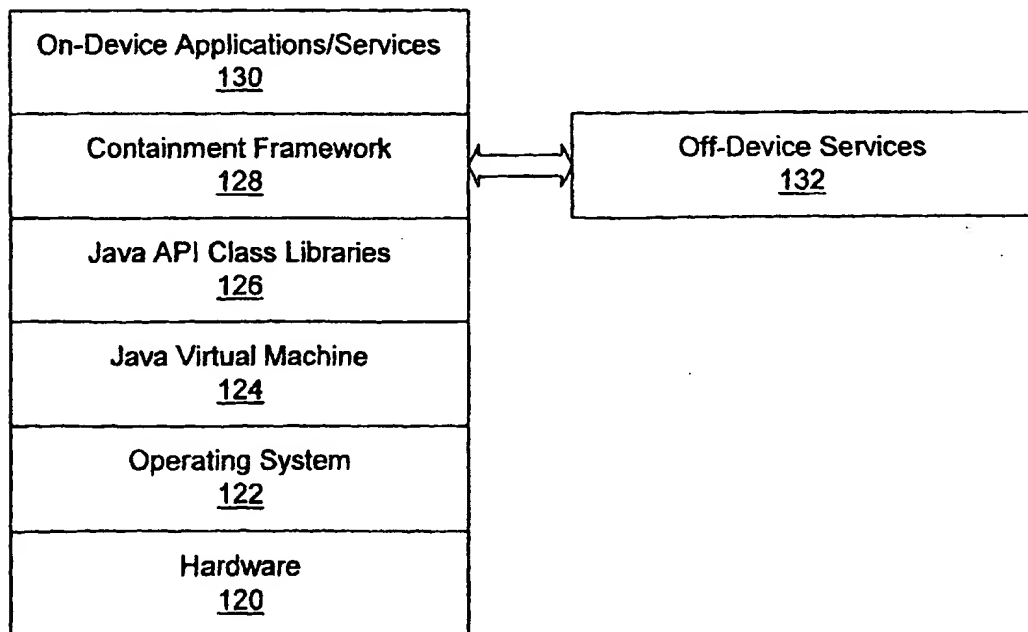 On-Device Applications/Services
130
Containment Framework
128
Off-Device Services
132
Java API Class Libraries
126
Java Virtual Machine
124
Operating System
122
Hardware
120